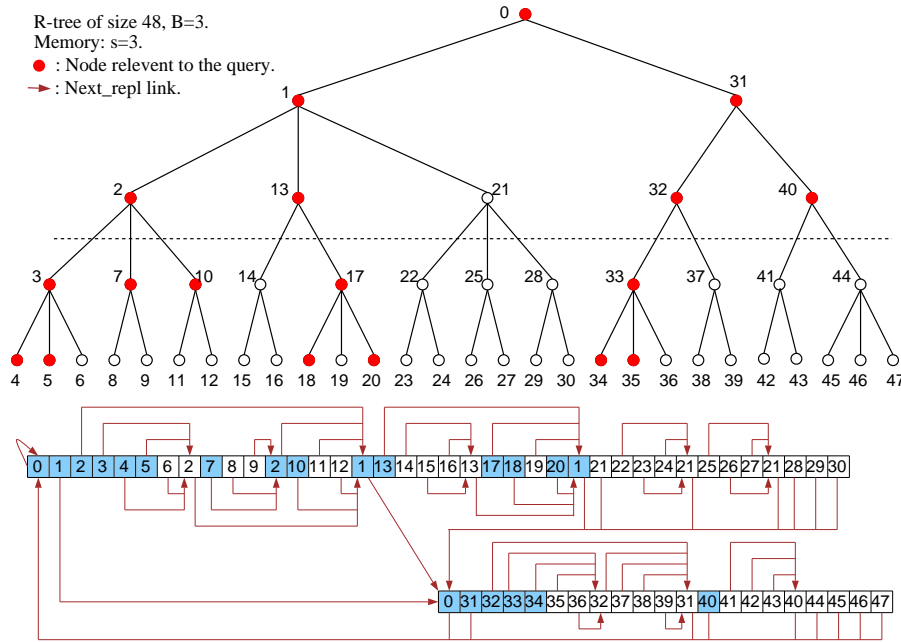 R-tree of size 48, B=3.
Memory: s=3.
: Node relevent to the query.
: Next_repl link.
0
1
31
2
13
21
32
40
3
7
10
14
17
22
25
28
33
37
41
44
4 5 6 8 9 11 12 15 16 18 19 20 23 24 26 27 29 30 34 35 36 38 39 42 43 45 46 47
0 1 2 3 4 5 6 2 7 8 9 2 10 11 12 1 13 14 15 16 13 17 18 19 20 1 21 22 23 24 21 25 26 27 21 28 29 30
0 31 32 33 34 35 36 32 37 38 39 31 40 41 42 43 40 44 45 46 47